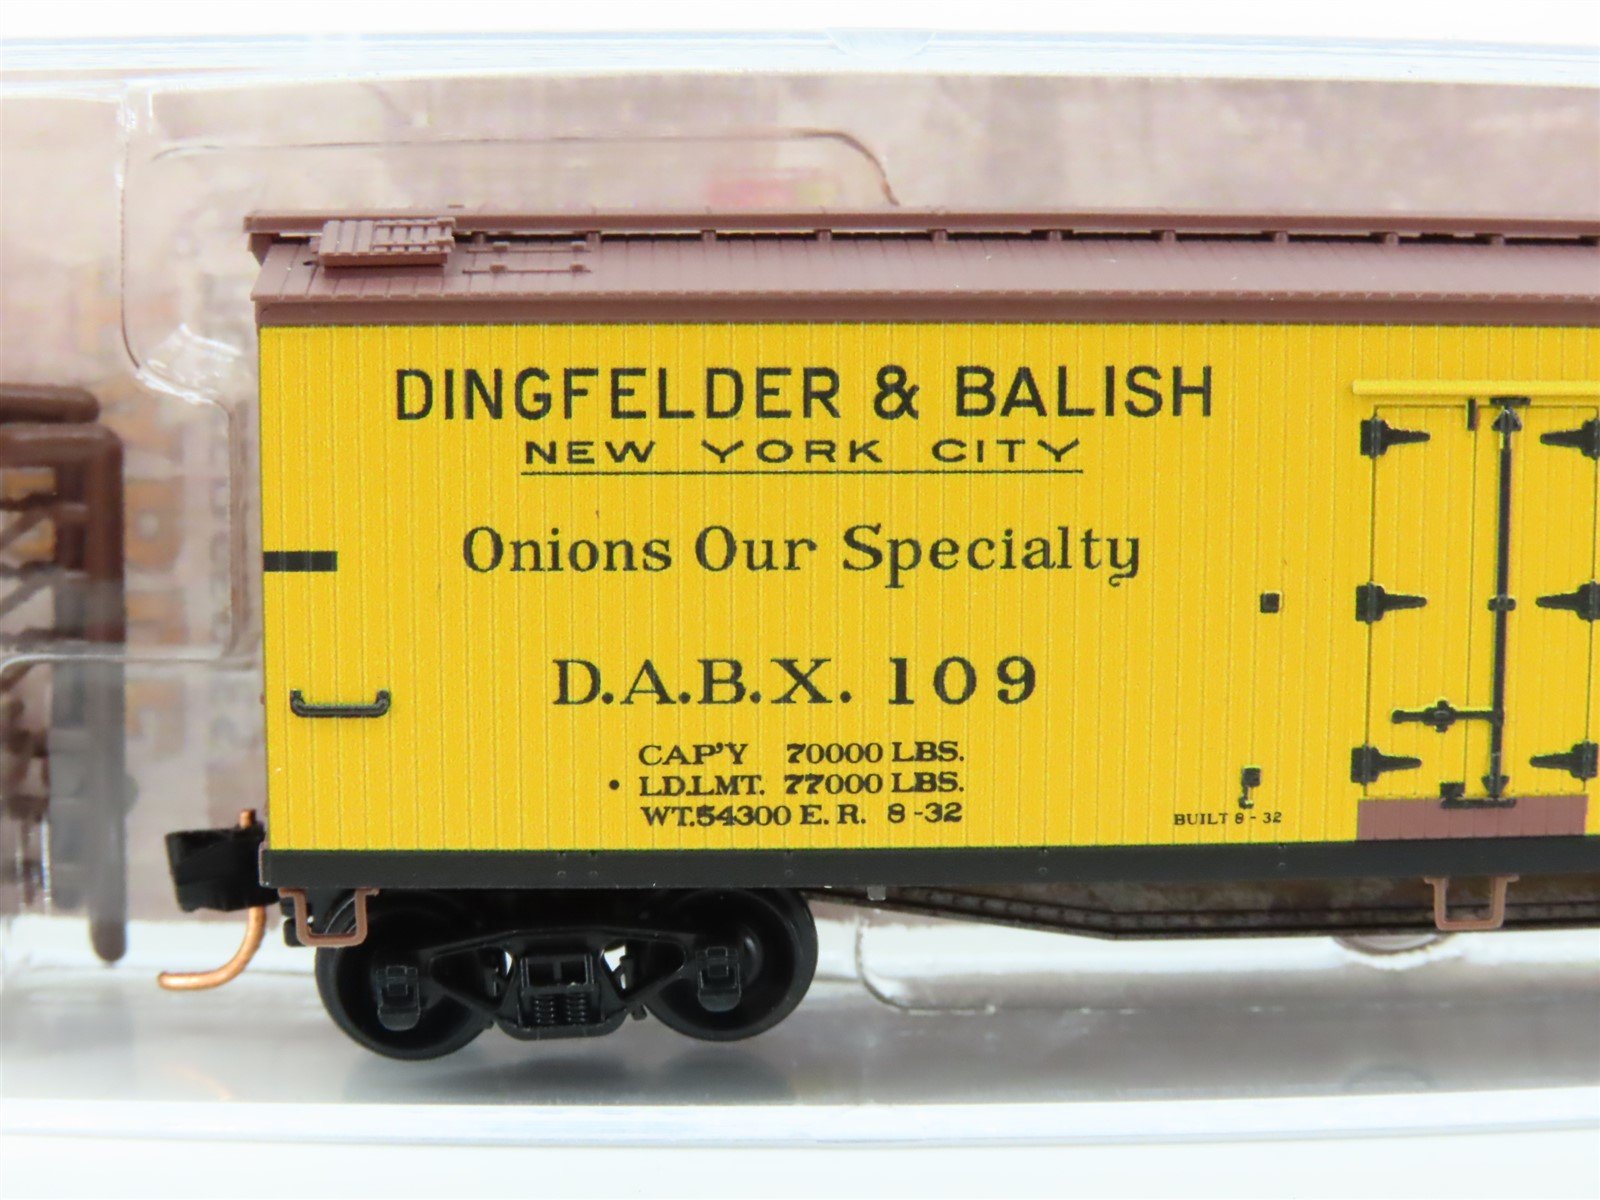 DINGFELDER & BALISH
NEW YORK CITY
Onions Our Specialty
D.A.B.X. 109
CAP'Y 70000 LBS.
• LD.LMT. 77000 LBS.
WT.54300 E. R. 8-32
BUILT 8-32